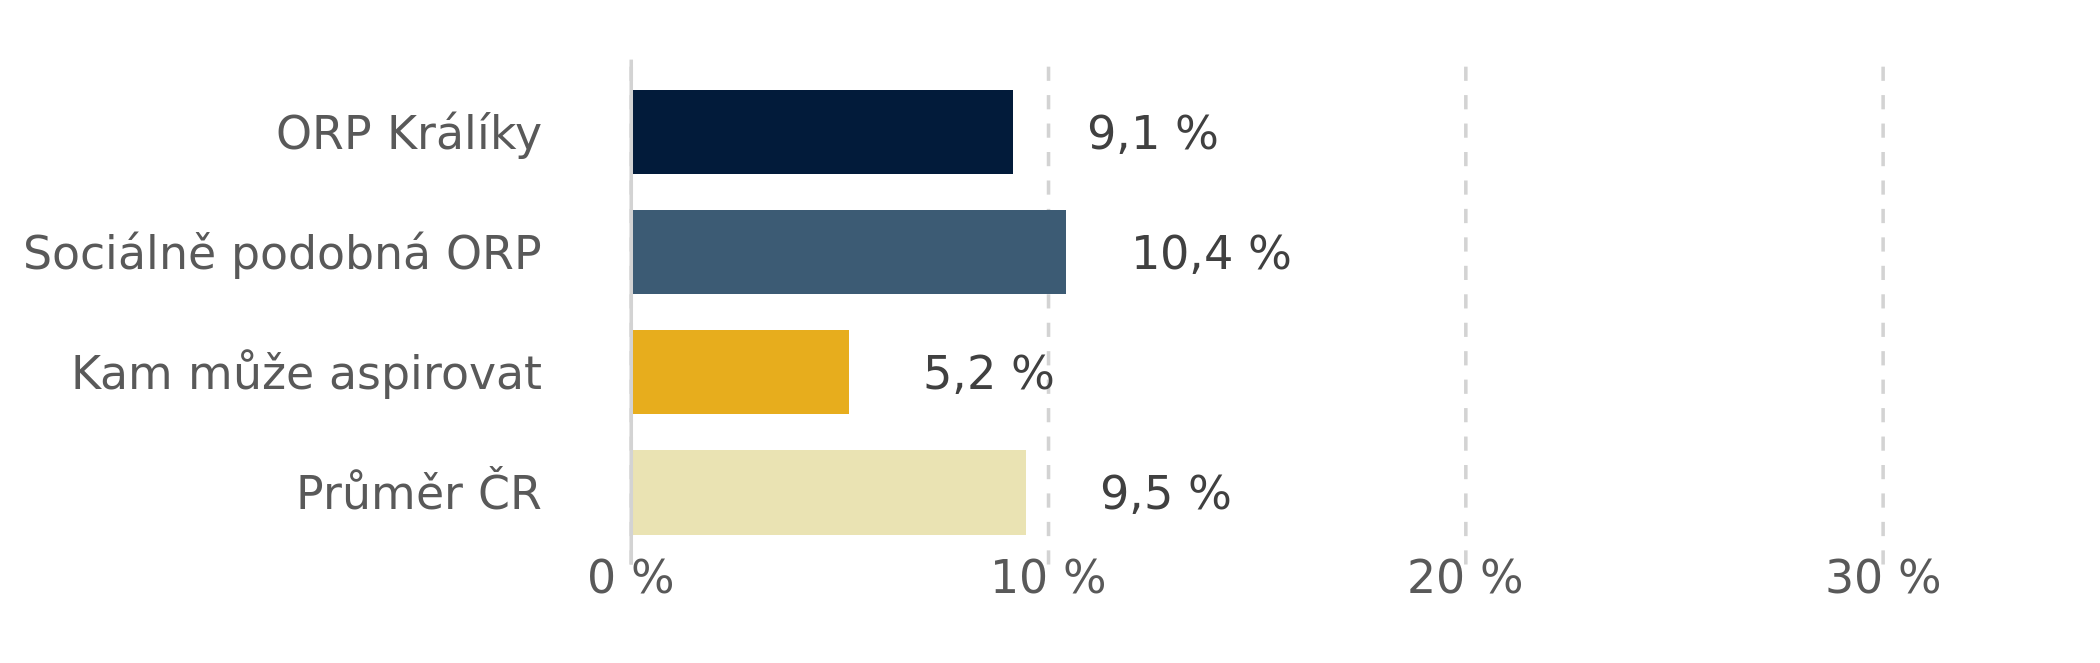 ORP Králíky 9,1 %
Sociálně podobná ORP 10,4 %
Kam může aspirovat 5,2 %
Průměr ČR 9,5 %
0 % 10 % 20 % 30 %